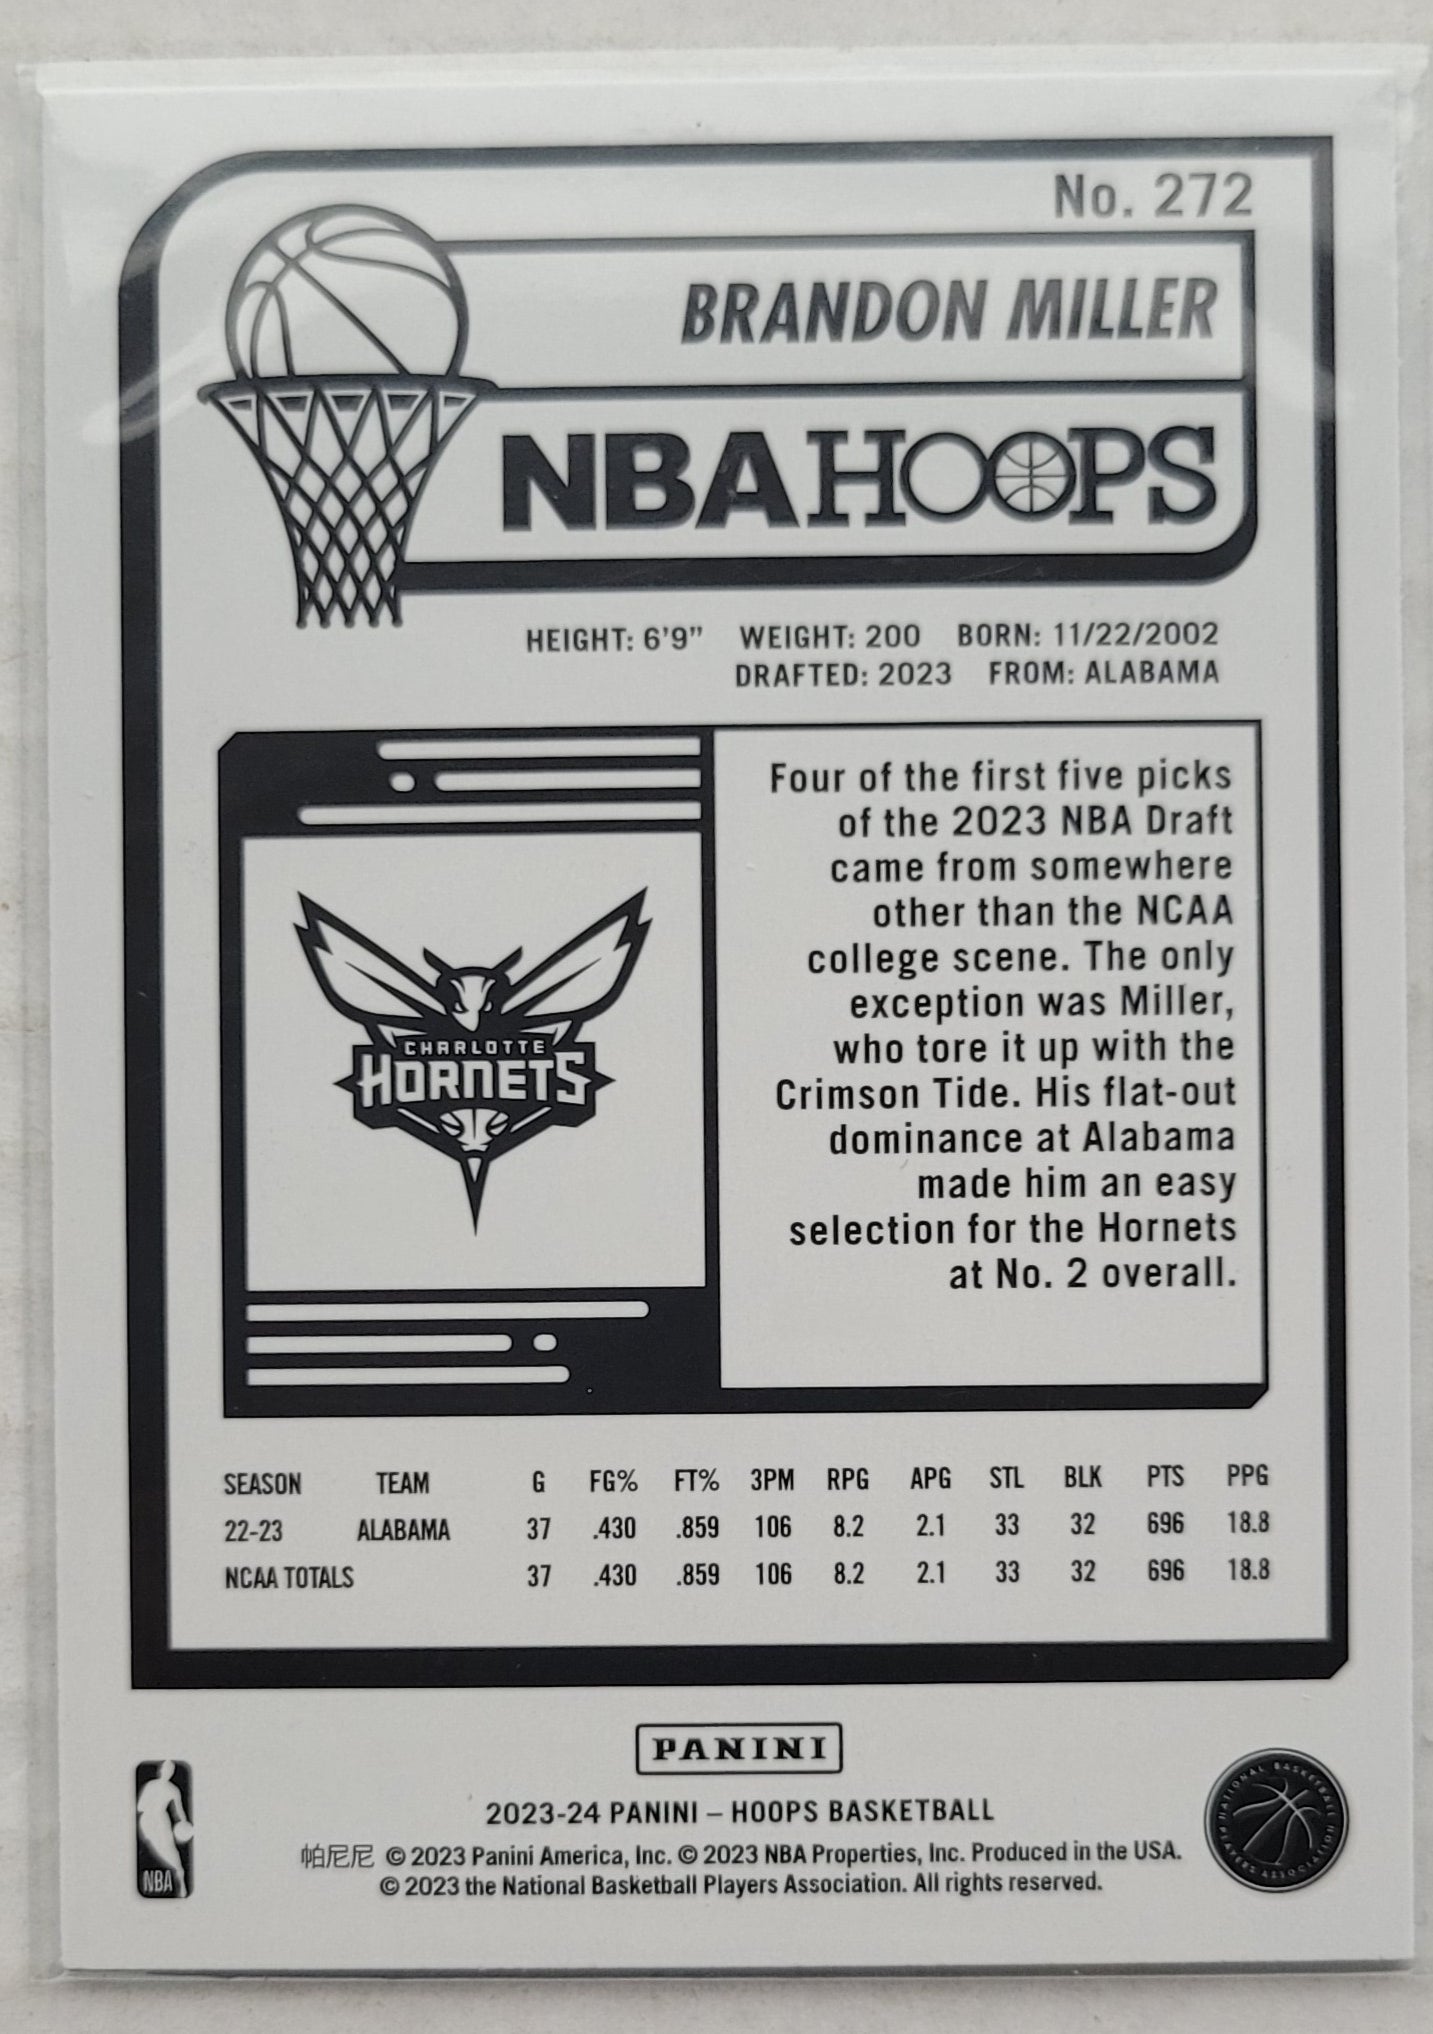 No. 272
BRANDON MILLER
NBA HOOPS
HEIGHT: 6'9" WEIGHT: 200 BORN: 11/22/2002
DRAFTED: 2023 FROM: ALABAMA
Four of the first five picks
of the 2023 NBA Draft
came from somewhere
other than the NCAA
college scene. The only
exception was Miller,
who tore it up with the
Crimson Tide. His flat-out
dominance at Alabama
made him an easy
selection for the Hornets
at No. 2 overall.
CHARLOTTE
HORNETS
SEASON TEAM G FG% FT% 3PM RPG APG STL BLK PTS PPG
22-23 ALABAMA 37 .430 .859 106 8.2 2.1 33 32 696 18.8
NCAA TOTALS 37 .430 .859 106 8.2 2.1 33 32 696 18.8
PANINI
2023-24 PANINI – HOOPS BASKETBALL
帕尼尼 © 2023 Panini America, Inc. © 2023 NBA Properties, Inc. Produced in the USA.
© 2023 the National Basketball Players Association. All rights reserved.
NBA
NATIONAL BASKETBALL PLAYERS ASSOCIATION